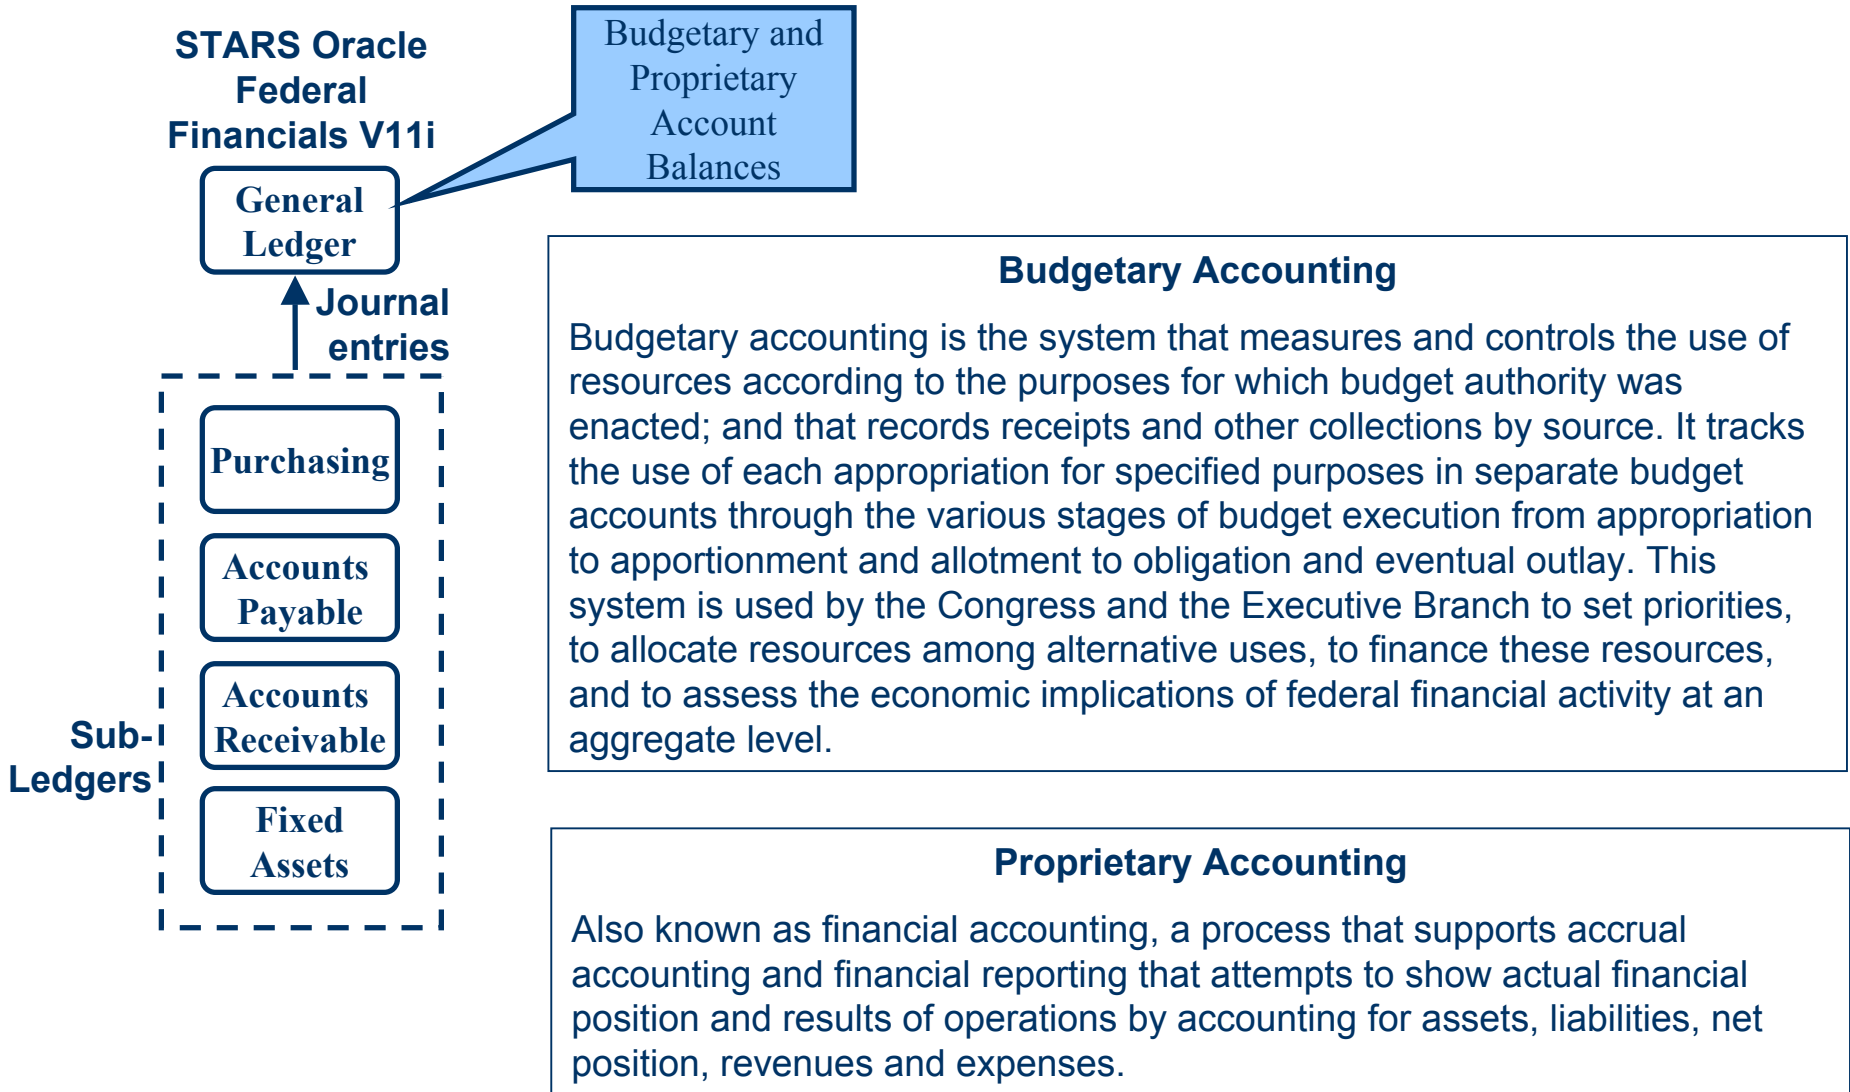 STARS Oracle
Federal
Financials V11i
Budgetary and
Proprietary
Account
Balances
General
Ledger
Journal
entries
Purchasing
Accounts
Payable
Accounts
Receivable
Fixed
Assets
Sub-
Ledgers
Budgetary Accounting
Budgetary accounting is the system that measures and controls the use of
resources according to the purposes for which budget authority was
enacted; and that records receipts and other collections by source. It tracks
the use of each appropriation for specified purposes in separate budget
accounts through the various stages of budget execution from appropriation
to apportionment and allotment to obligation and eventual outlay. This
system is used by the Congress and the Executive Branch to set priorities,
to allocate resources among alternative uses, to finance these resources,
and to assess the economic implications of federal financial activity at an
aggregate level.
Proprietary Accounting
Also known as financial accounting, a process that supports accrual
accounting and financial reporting that attempts to show actual financial
position and results of operations by accounting for assets, liabilities, net
position, revenues and expenses.